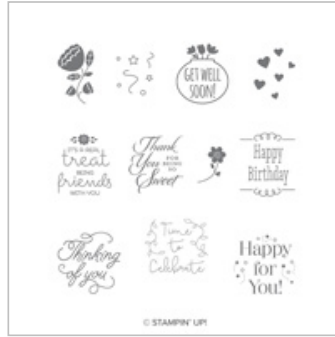 GET WELL
SOON!
IT'S A REAL
treat
BEING
friends
WITH YOU
Thank
You FOR
BEING
SO
Sweet
Happy
Birthday
Thinking
of you
A Time
to
Celebrate
Happy
for
You!
© STAMPIN' UP!